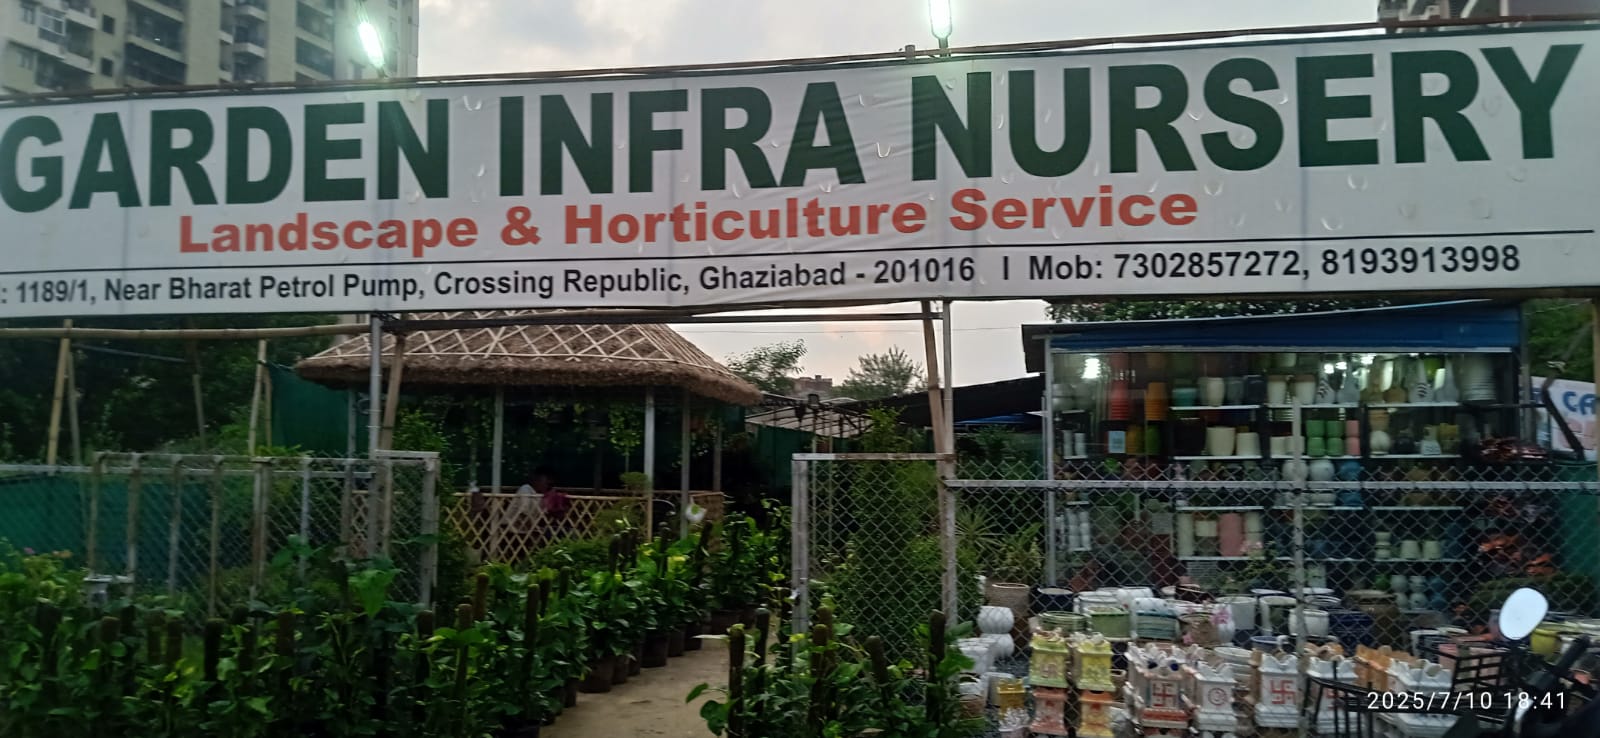 GARDEN INFRA NURSERY
Landscape & Horticulture Service
: 1189/1, Near Bharat Petrol Pump, Crossing Republic, Ghaziabad - 201016 I Mob: 7302857272, 8193913998
CA
2025/7/10 18:41